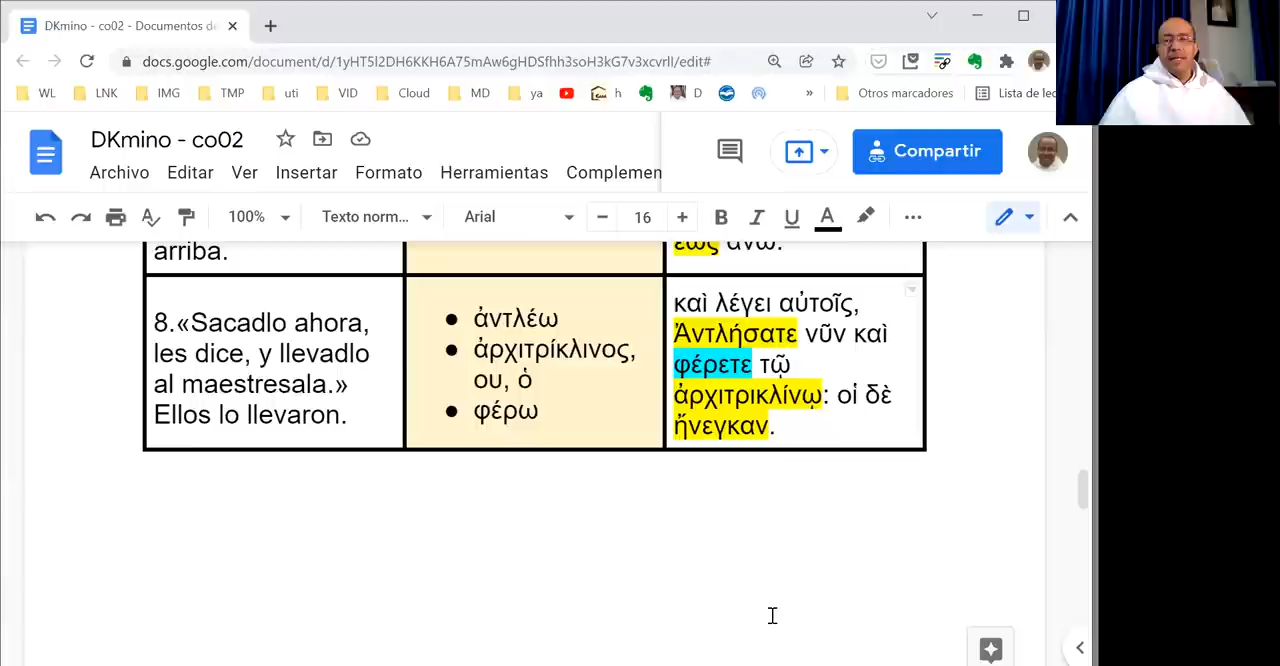 DKmino - co02 - Documentos de
docs.google.com/document/d/1yHT5l2DH6KKH6A75mAw6gHDSfhh3soH3kG7v3xcvrlI/edit#
WL LNK IMG TMP uti VID Cloud MD ya h D » Otros marcadores Lista de lec
DKmino - co02
Compartir
Archivo Editar Ver Insertar Formato Herramientas Complemen
100% Texto norm... Arial − 16 + B I U A
arriba.
ἕως ἄνω.
8.«Sacadlo ahora,
les dice, y llevadlo
al maestresala.»
Ellos lo llevaron.
● ἀντλέω
● ἀρχιτρίκλινος,
ου, ὁ
● φέρω
καὶ λέγει αὐτοῖς,
Ἀντλήσατε νῦν καὶ
φέρετε τῷ
ἀρχιτρικλίνῳ: οἱ δὲ
ἤνεγκαν.